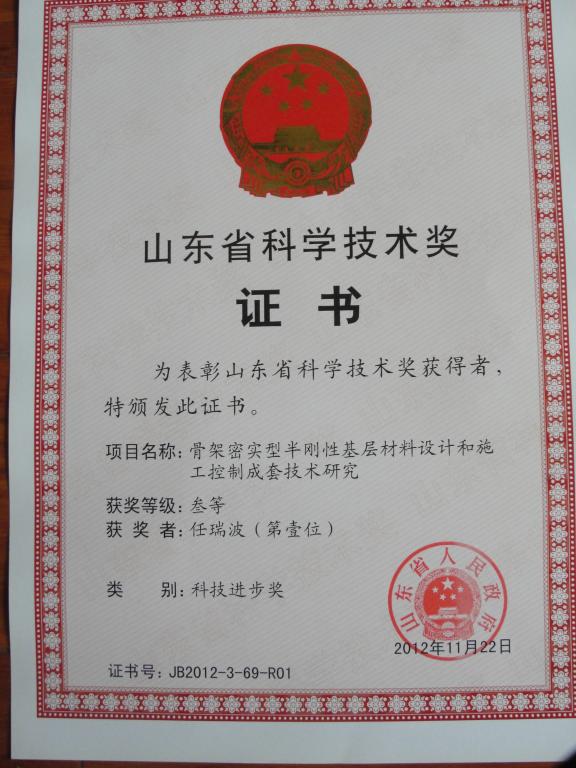 山东省科学技术奖
证书
为表彰山东省科学技术奖获得者，
特颁发此证书。
项目名称：骨架密实型半刚性基层材料设计和施
工控制成套技术研究
获奖等级：叁等
获奖者：任瑞波（第壹位）
类别：科技进步奖
山东省人民政府
2012年11月22日
证书号：JB2012-3-69-R01